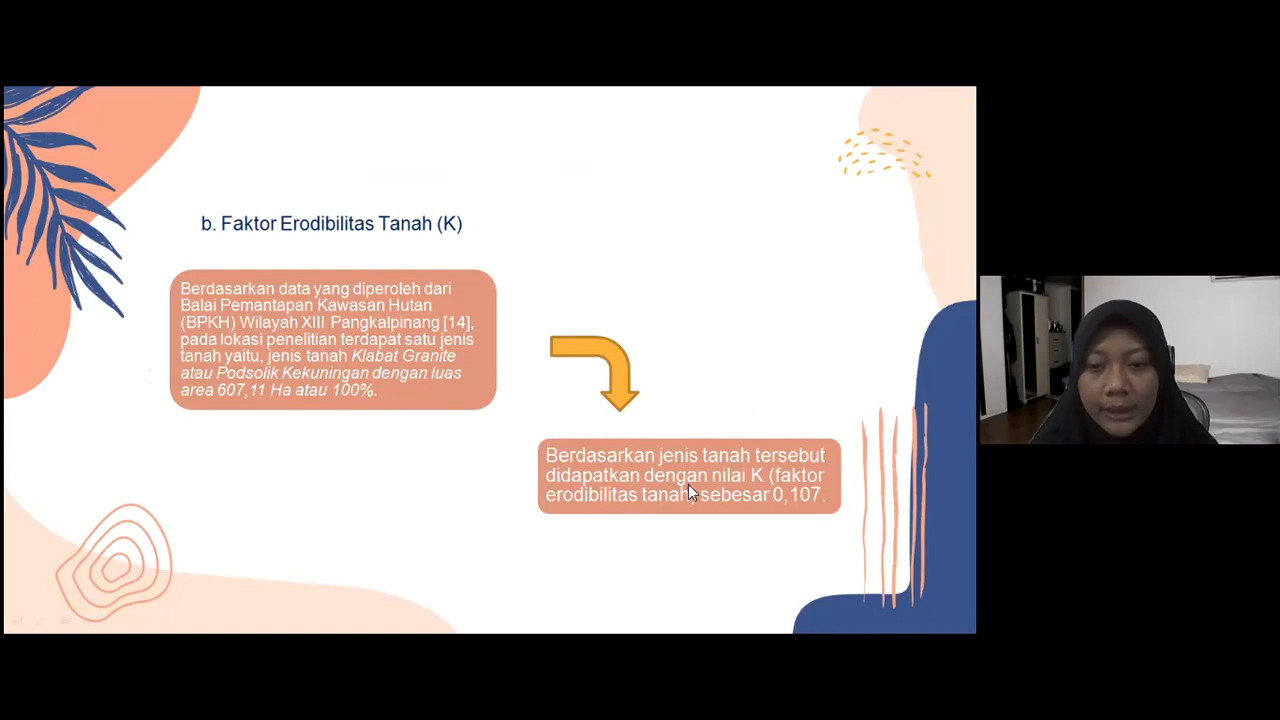 b. Faktor Erodibilitas Tanah (K)
Berdasarkan data yang diperoleh dari
Balai Pemantapan Kawasan Hutan
(BPKH) Wilayah XIII Pangkalpinang [14],
pada lokasi penelitian terdapat satu jenis
tanah yaitu, jenis tanah Klabat Granite
atau Podsolik Kekuningan dengan luas
area 607,11 Ha atau 100%.
Berdasarkan jenis tanah tersebut
didapatkan dengan nilai K (faktor
erodibilitas tanah) sebesar 0,107.